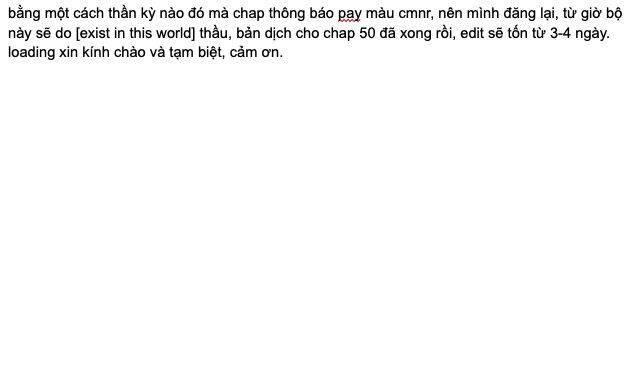 bằng một cách thần kỳ nào đó mà chap thông báo pay màu cmnr, nên mình đăng lại, từ giờ bộ
này sẽ do [exist in this world] thầu, bản dịch cho chap 50 đã xong rồi, edit sẽ tốn từ 3-4 ngày.
loading xin kính chào và tạm biệt, cảm ơn.